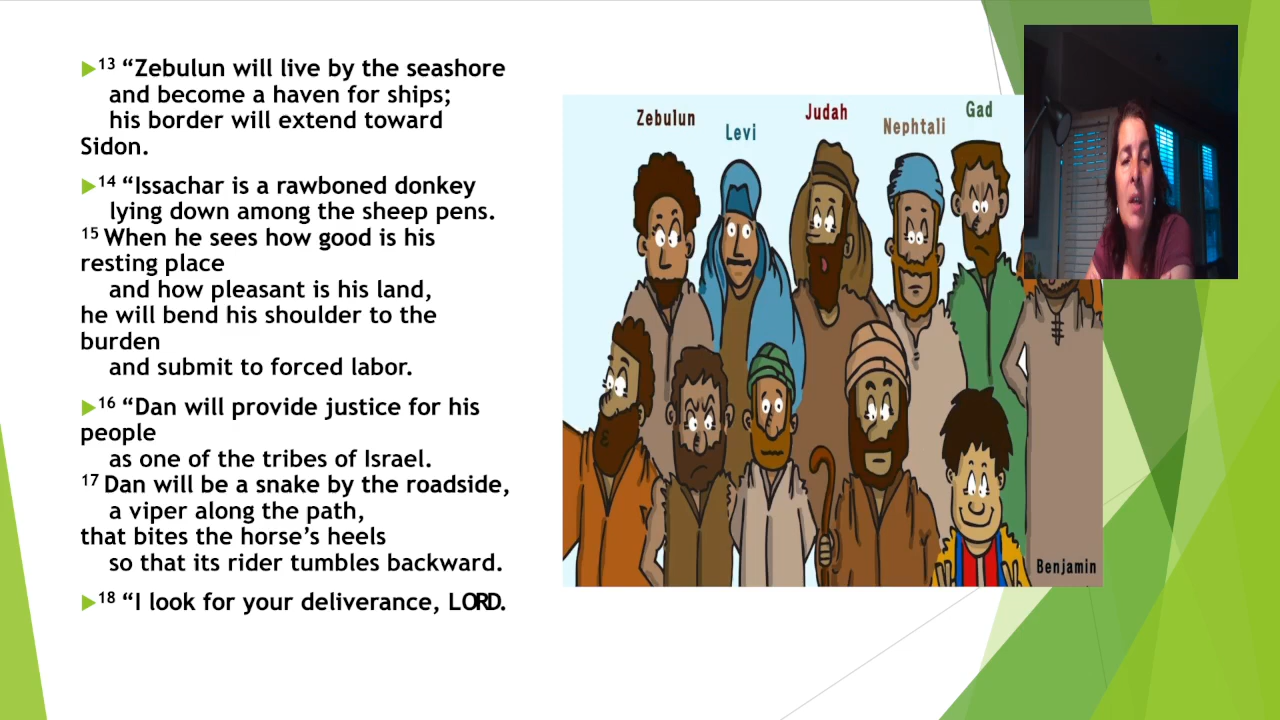 13 “Zebulun will live by the seashore
and become a haven for ships;
his border will extend toward
Sidon.
14 “Issachar is a rawboned donkey
lying down among the sheep pens.
15 When he sees how good is his
resting place
and how pleasant is his land,
he will bend his shoulder to the
burden
and submit to forced labor.
16 “Dan will provide justice for his
people
as one of the tribes of Israel.
17 Dan will be a snake by the roadside,
a viper along the path,
that bites the horse’s heels
so that its rider tumbles backward.
18 “I look for your deliverance, LORD.
Zebulun
Levi
Judah
Nephtali
Gad
Benjamin